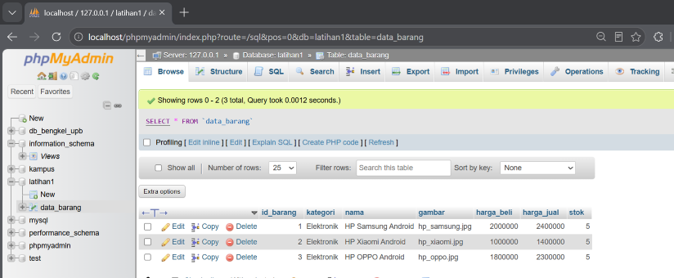 localhost / 127.0.0.1 / latihan1 / da
localhost/phpmyadmin/index.php?route=/sql&pos=0&db=latihan1&table=data_barang
phpMyAdmin
Recent Favorites
New
db_bengkel_upb
information_schema
Views
kampus
latihan1
New
data_barang
mysql
performance_schema
phpmyadmin
test
Server: 127.0.0.1 » Database: latihan1 » Table: data_barang
Browse Structure SQL Search Insert Export Import Privileges Operations Tracking
Showing rows 0 - 2 (3 total, Query took 0.0012 seconds.)
SELECT * FROM `data_barang`
Profiling [ Edit inline ] [ Edit ] [ Explain SQL ] [ Create PHP code ] [ Refresh ]
Show all Number of rows: 25 Filter rows: Search this table Sort by key: None
Extra options
id_barang kategori nama gambar harga_beli harga_jual stok
Edit Copy Delete 1 Elektronik HP Samsung Android hp_samsung.jpg 2000000 2400000 5
Edit Copy Delete 2 Elektronik HP Xiaomi Android hp_xiaomi.jpg 1000000 1400000 5
Edit Copy Delete 3 Elektronik HP OPPO Android hp_oppo.jpg 1800000 2300000 5